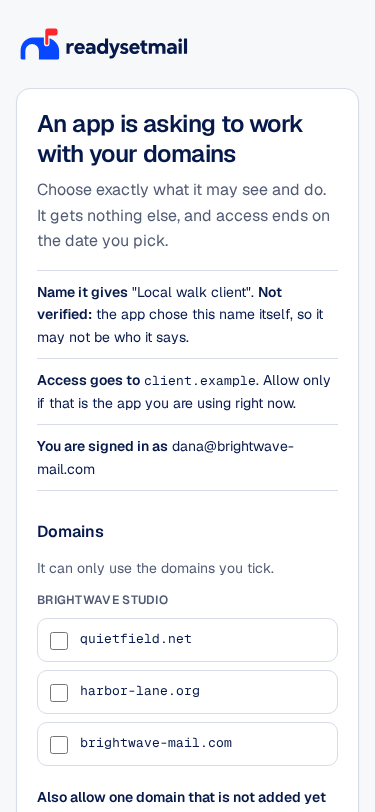 readysetmail
An app is asking to work
with your domains
Choose exactly what it may see and do.
It gets nothing else, and access ends on
the date you pick.
Name it gives "Local walk client". Not
verified: the app chose this name itself, so it
may not be who it says.
Access goes to client.example. Allow only
if that is the app you are using right now.
You are signed in as dana@brightwave-
mail.com
Domains
It can only use the domains you tick.
BRIGHTWAVE STUDIO
quietfield.net
harbor-lane.org
brightwave-mail.com
Also allow one domain that is not added yet